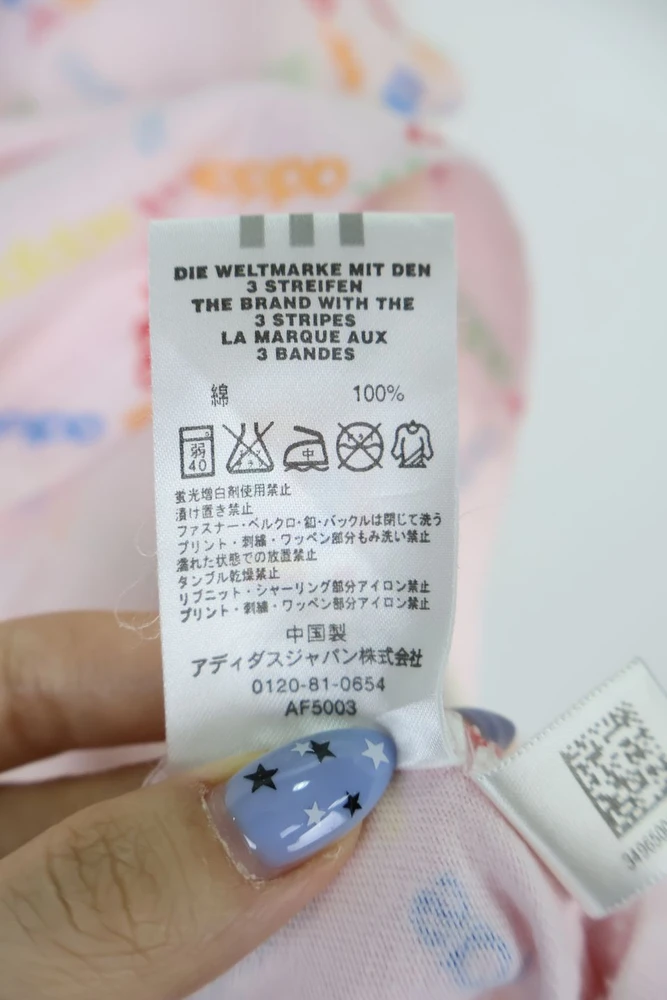 DIE WELTMARKE MIT DEN
3 STREIFEN
THE BRAND WITH THE
3 STRIPES
LA MARQUE AUX
3 BANDES
綿 100%
弱
40
中
蛍光増白剤使用禁止
漬け置き禁止
ファスナー・ベルクロ・釦・バックルは閉じて洗う
プリント・刺繍・ワッペン部分もみ洗い禁止
濡れた状態での放置禁止
タンブル乾燥禁止
リブニット・シャーリング部分アイロン禁止
プリント・刺繍・ワッペン部分アイロン禁止
中国製
アディダスジャパン株式会社
0120-81-0654
AF5003